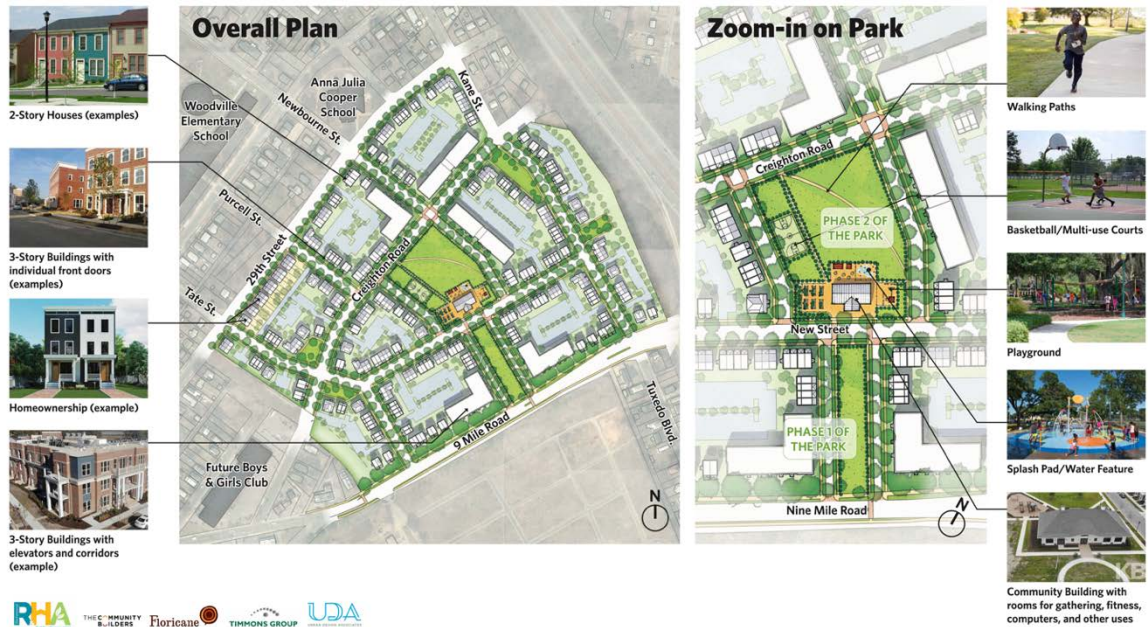 Overall Plan
Zoom-in on Park
2-Story Houses (examples)
3-Story Buildings with
individual front doors
(examples)
Homeownership (example)
3-Story Buildings with
elevators and corridors
(example)
Woodville
Elementary
School
Anna Julia
Cooper
School
Newbourne St.
Kane St.
Purcell St.
29th Street
Tate St.
Creighton Road
9 Mile Road
Tuxedo Blvd.
Future Boys
& Girls Club
N
Creighton Road
PHASE 2 OF
THE PARK
New Street
PHASE 1 OF
THE PARK
Nine Mile Road
N
Walking Paths
Basketball/Multi-use Courts
Playground
Splash Pad/Water Feature
KB
Community Building with
rooms for gathering, fitness,
computers, and other uses
RHA
THE COMMUNITY
BUILDERS
Floricane
TIMMONS GROUP
UDA
URBAN DESIGN ASSOCIATES